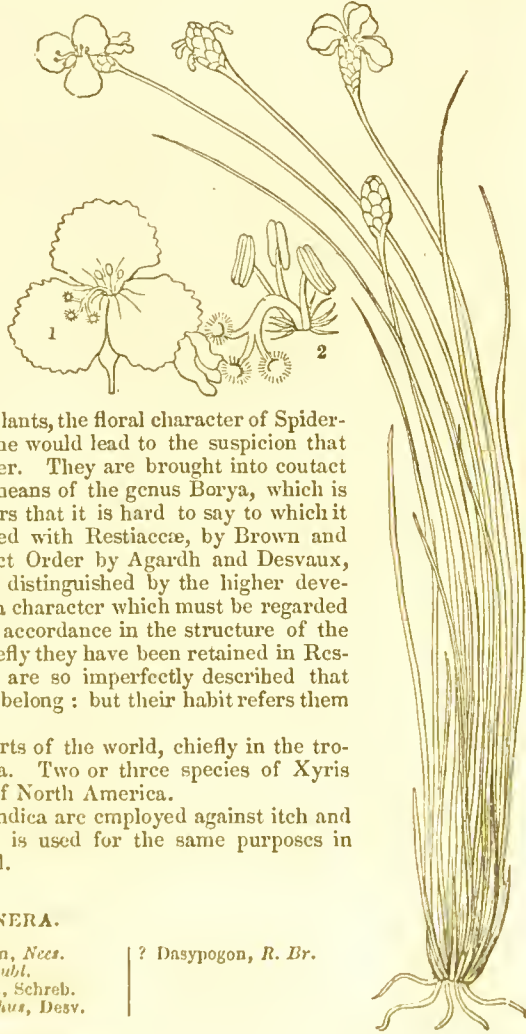 1
2
lants, the floral character of Spider-
ne would lead to the suspicion that
er. They are brought into coutact
neans of the genus Borya, which is
rs that it is hard to say to which it
ed with Restiaceæ, by Brown and
ct Order by Agardh and Desvaux,
distinguished by the higher deve-
a character which must be regarded
accordance in the structure of the
efly they have been retained in Res-
are so imperfectly described that
belong : but their habit refers them
rts of the world, chiefly in the tro-
a. Two or three species of Xyris
f North America.
ndica are employed against itch and
is used for the same purposes in
l.
NERA.
n, Nees.
ubl.
, Schreb.
hus, Desv.
? Dasypogon, R. Br.